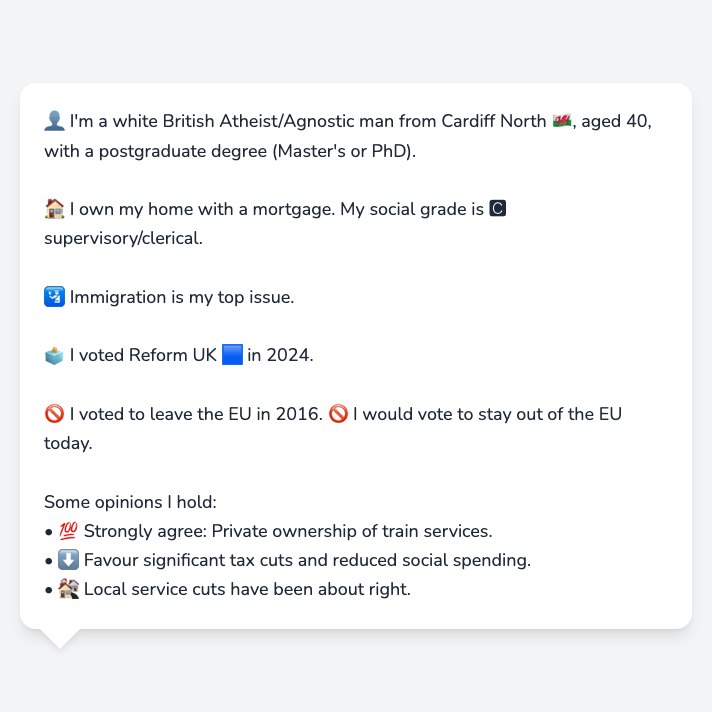 👤 I'm a white British Atheist/Agnostic man from Cardiff North 🏴󠁧󠁢󠁷󠁬󠁳󠁿, aged 40,
with a postgraduate degree (Master's or PhD).
🏠 I own my home with a mortgage. My social grade is C
supervisory/clerical.
🛂 Immigration is my top issue.
🗳️ I voted Reform UK 🟦 in 2024.
🚫 I voted to leave the EU in 2016. 🚫 I would vote to stay out of the EU
today.
Some opinions I hold:
• 💯 Strongly agree: Private ownership of train services.
• ⬇️ Favour significant tax cuts and reduced social spending.
• 🏚️ Local service cuts have been about right.